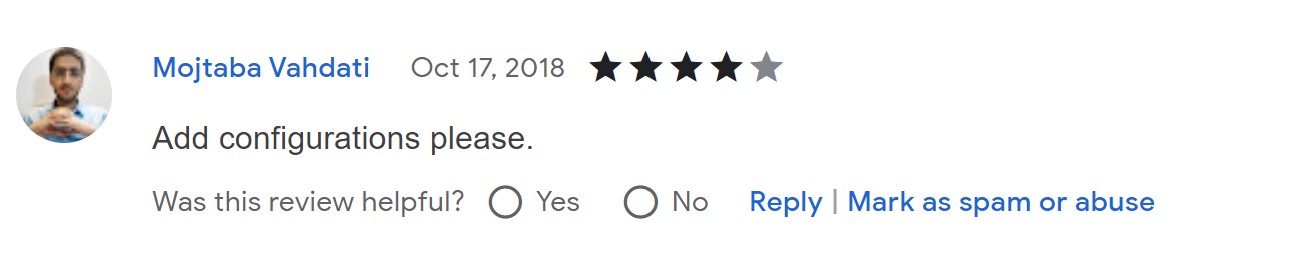 Mojtaba Vahdati Oct 17, 2018
Add configurations please.
Was this review helpful? Yes No Reply | Mark as spam or abuse